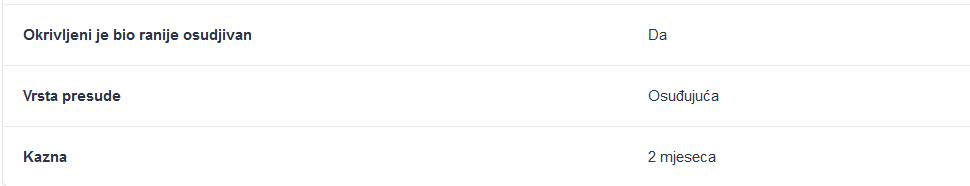 Okrivljeni je bio ranije osudjivan Da
Vrsta presude Osuđujuća
Kazna 2 mjeseca